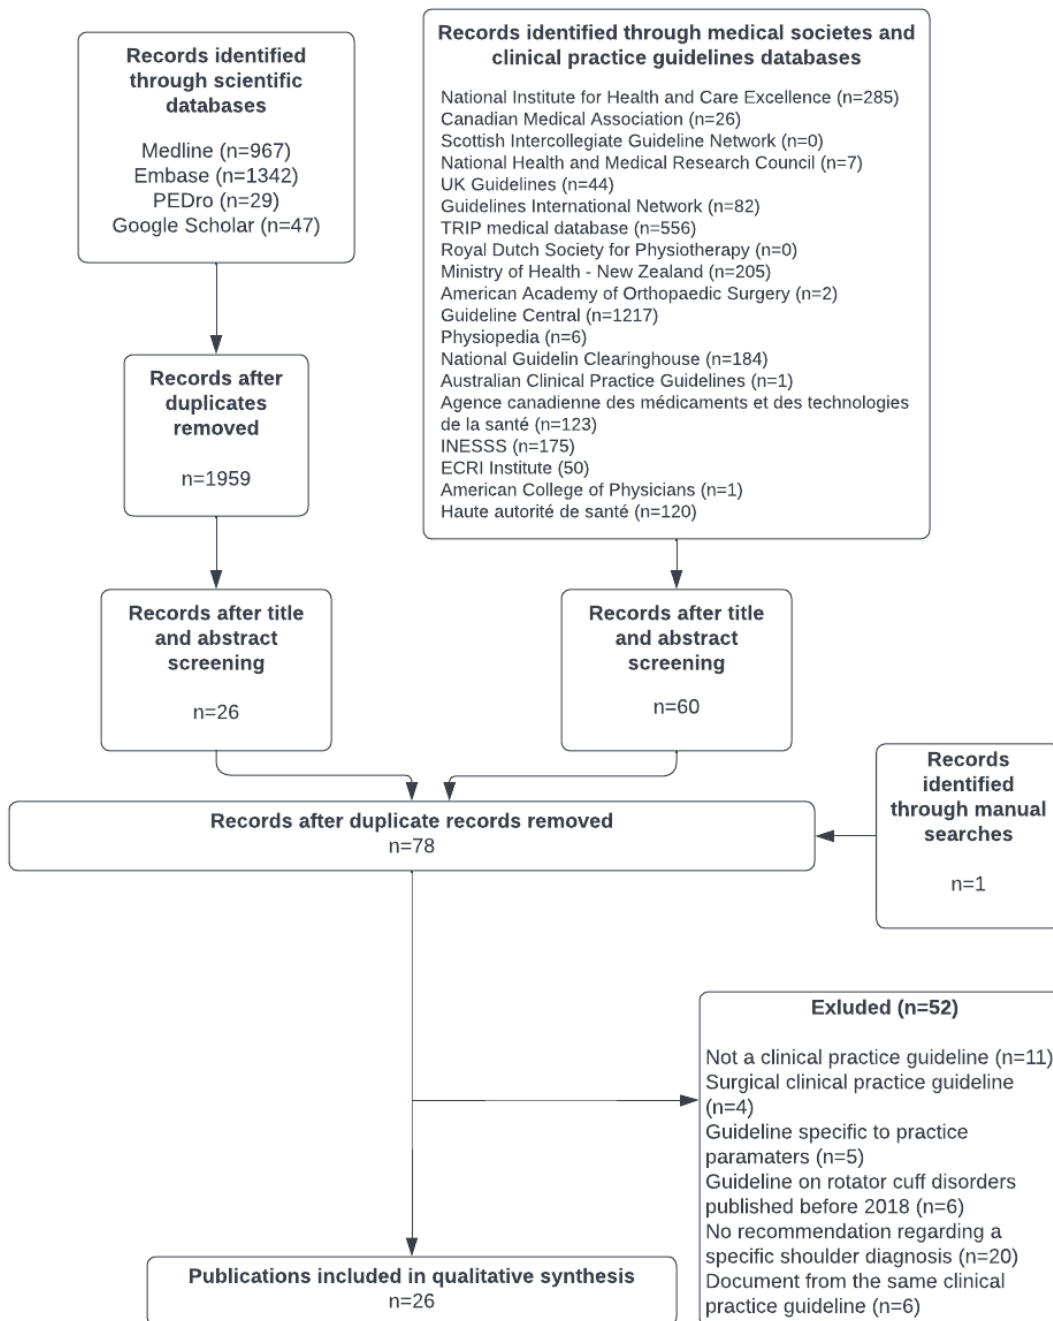 Records identified
through scientific
databases
Medline (n=967)
Embase (n=1342)
PEDro (n=29)
Google Scholar (n=47)
Records identified through medical societes and
clinical practice guidelines databases
National Institute for Health and Care Excellence (n=285)
Canadian Medical Association (n=26)
Scottish Intercollegiate Guideline Network (n=0)
National Health and Medical Research Council (n=7)
UK Guidelines (n=44)
Guidelines International Network (n=82)
TRIP medical database (n=556)
Royal Dutch Society for Physiotherapy (n=0)
Ministry of Health - New Zealand (n=205)
American Academy of Orthopaedic Surgery (n=2)
Guideline Central (n=1217)
Physiopedia (n=6)
National Guidelin Clearinghouse (n=184)
Australian Clinical Practice Guidelines (n=1)
Agence canadienne des médicaments et des technologies
de la santé (n=123)
INESSS (n=175)
ECRI Institute (50)
American College of Physicians (n=1)
Haute autorité de santé (n=120)
Records after
duplicates
removed
n=1959
Records after title
and abstract
screening
n=26
Records after title
and abstract
screening
n=60
Records
identified
through manual
searches
n=1
Records after duplicate records removed
n=78
Exluded (n=52)
Not a clinical practice guideline (n=11)
Surgical clinical practice guideline
(n=4)
Guideline specific to practice
paramaters (n=5)
Guideline on rotator cuff disorders
published before 2018 (n=6)
No recommendation regarding a
specific shoulder diagnosis (n=20)
Document from the same clinical
practice guideline (n=6)
Publications included in qualitative synthesis
n=26